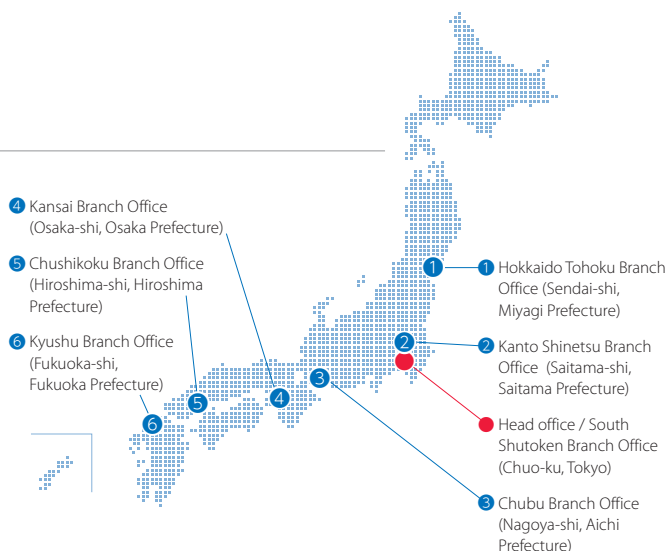 4 Kansai Branch Office
(Osaka-shi, Osaka Prefecture)
5 Chushikoku Branch Office
(Hiroshima-shi, Hiroshima
Prefecture)
6 Kyushu Branch Office
(Fukuoka-shi,
Fukuoka Prefecture)
1
2
3
4
5
6
1 Hokkaido Tohoku Branch
Office (Sendai-shi,
Miyagi Prefecture)
2 Kanto Shinetsu Branch
Office (Saitama-shi,
Saitama Prefecture)
Head office / South
Shutoken Branch Office
(Chuo-ku, Tokyo)
3 Chubu Branch Office
(Nagoya-shi, Aichi
Prefecture)